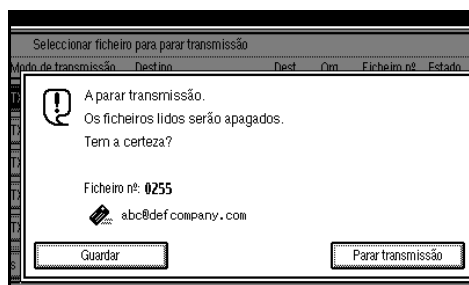 Seleccionar ficheiro para parar transmissão
Modo de transmissão Destino Dest. Orig. Ficheiro nº Estado
A parar transmissão.
Os ficheiros lidos serão apagados.
Tem a certeza?
Ficheiro nº: 0255
abc@defcompany.com
Guardar Parar transmissão